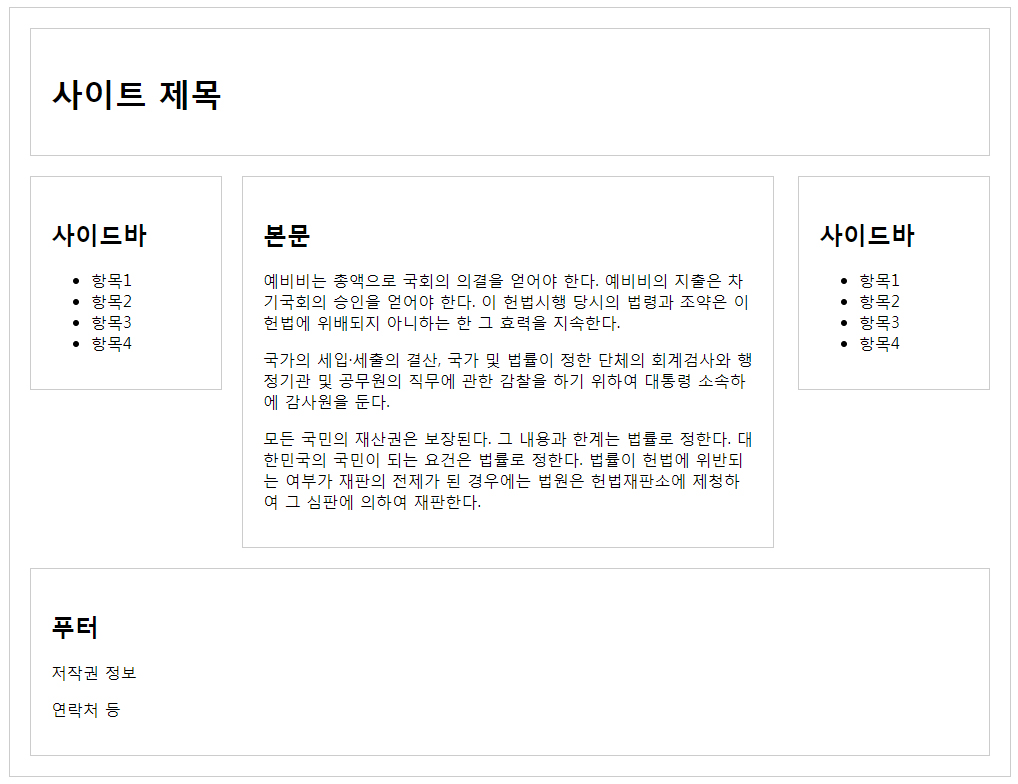 사이트 제목
사이드바
항목1
항목2
항목3
항목4
본문
예비비는 총액으로 국회의 의결을 얻어야 한다. 예비비의 지출은 차
기국회의 승인을 얻어야 한다. 이 헌법시행 당시의 법령과 조약은 이
헌법에 위배되지 아니하는 한 그 효력을 지속한다.
국가의 세입·세출의 결산, 국가 및 법률이 정한 단체의 회계검사와 행
정기관 및 공무원의 직무에 관한 감찰을 하기 위하여 대통령 소속하
에 감사원을 둔다.
모든 국민의 재산권은 보장된다. 그 내용과 한계는 법률로 정한다. 대
한민국의 국민이 되는 요건은 법률로 정한다. 법률이 헌법에 위반되
는 여부가 재판의 전제가 된 경우에는 법원은 헌법재판소에 제청하
여 그 심판에 의하여 재판한다.
사이드바
항목1
항목2
항목3
항목4
푸터
저작권 정보
연락처 등